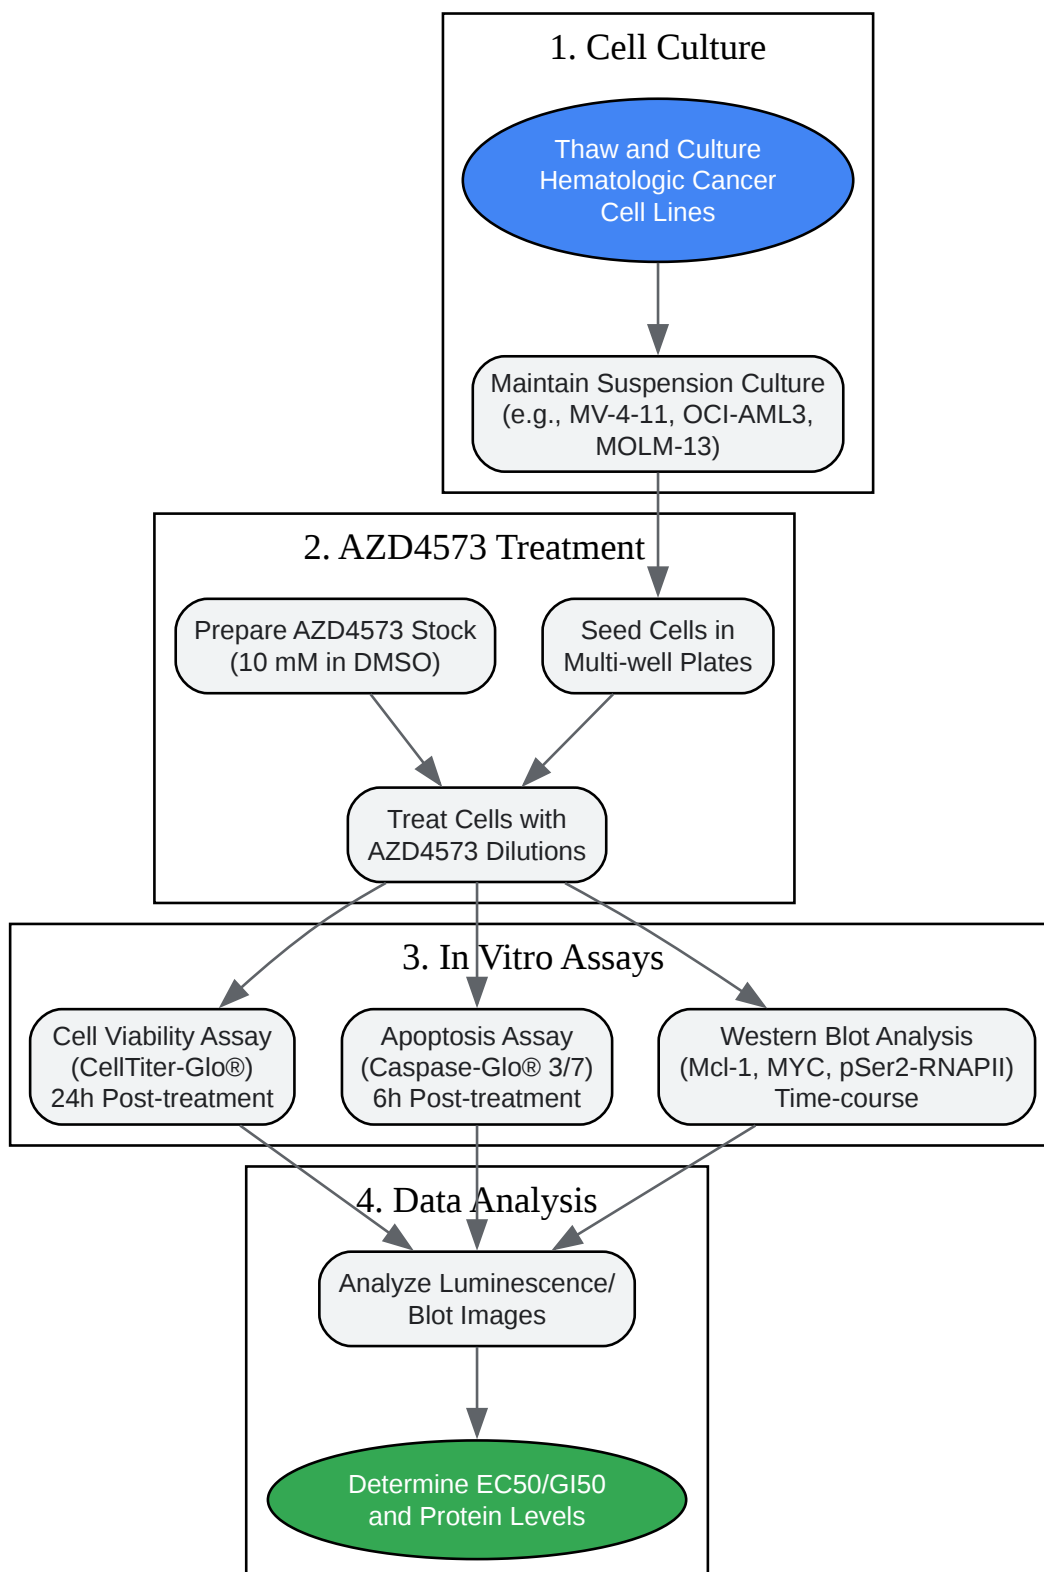 1. Cell Culture
Thaw and Culture
Hematologic Cancer
Cell Lines
Maintain Suspension Culture
(e.g., MV-4-11, OCI-AML3,
MOLM-13)
2. AZD4573 Treatment
Prepare AZD4573 Stock
(10 mM in DMSO)
Seed Cells in
Multi-well Plates
Treat Cells with
AZD4573 Dilutions
3. In Vitro Assays
Cell Viability Assay
(CellTiter-Glo®)
24h Post-treatment
Apoptosis Assay
(Caspase-Glo® 3/7)
6h Post-treatment
Western Blot Analysis
(Mcl-1, MYC, pSer2-RNAPII)
Time-course
4. Data Analysis
Analyze Luminescence/
Blot Images
Determine EC50/GI50
and Protein Levels